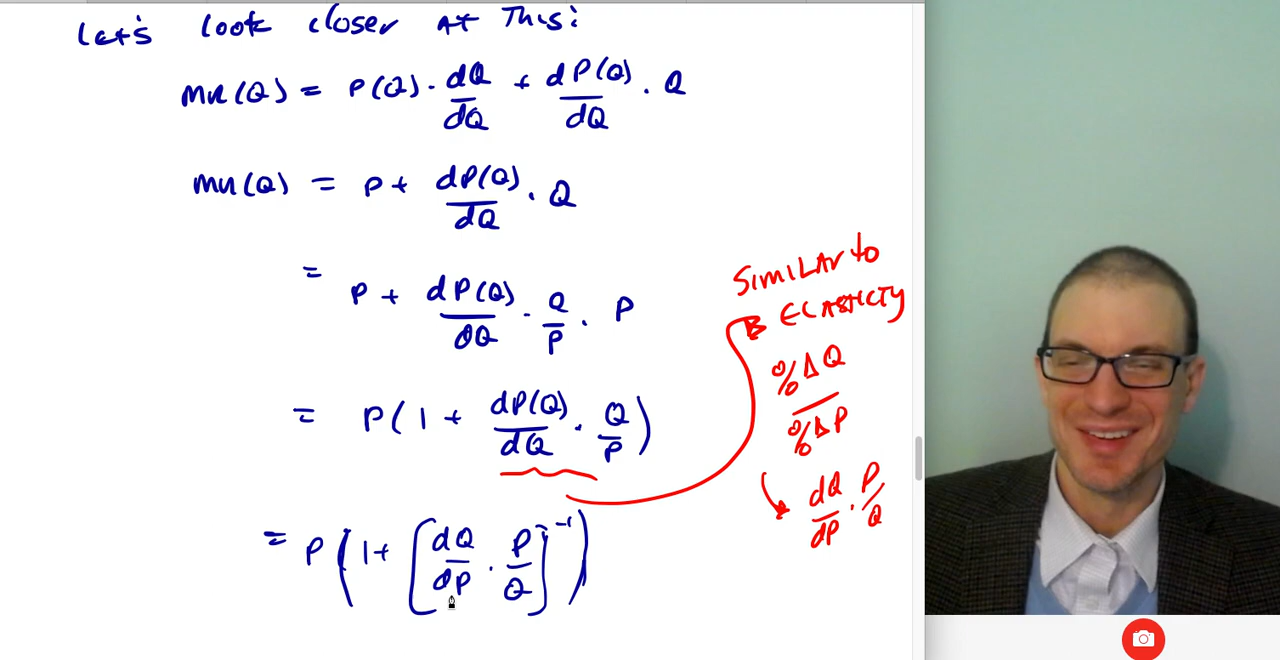 Let's look closer at this:
MR(Q) = P(Q) · dQ/dQ + dP(Q)/dQ · Q
MR(Q) = P + dP(Q)/dQ · Q
= P + dP(Q)/dQ · Q/P · P
= P(1 + dP(Q)/dQ · Q/P)
= P(1 + [dQ/dP · P/Q]⁻¹)
SIMILAR to
ELASTICTY
%ΔQ
%ΔP
dQ/dP · P/Q